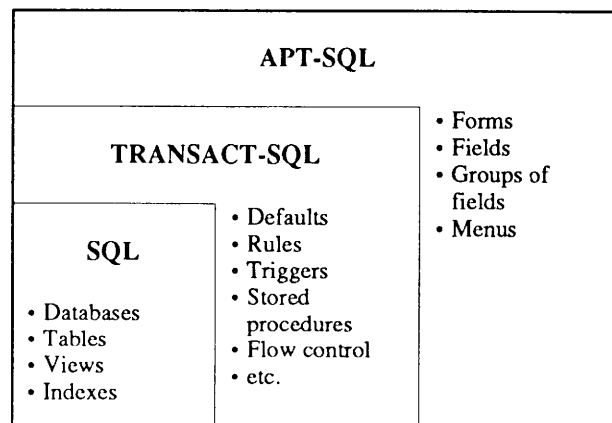 APT-SQL
TRANSACT-SQL
• Forms
• Fields
• Groups of
fields
• Menus
SQL
• Databases
• Tables
• Views
• Indexes
• Defaults
• Rules
• Triggers
• Stored
procedures
• Flow control
• etc.